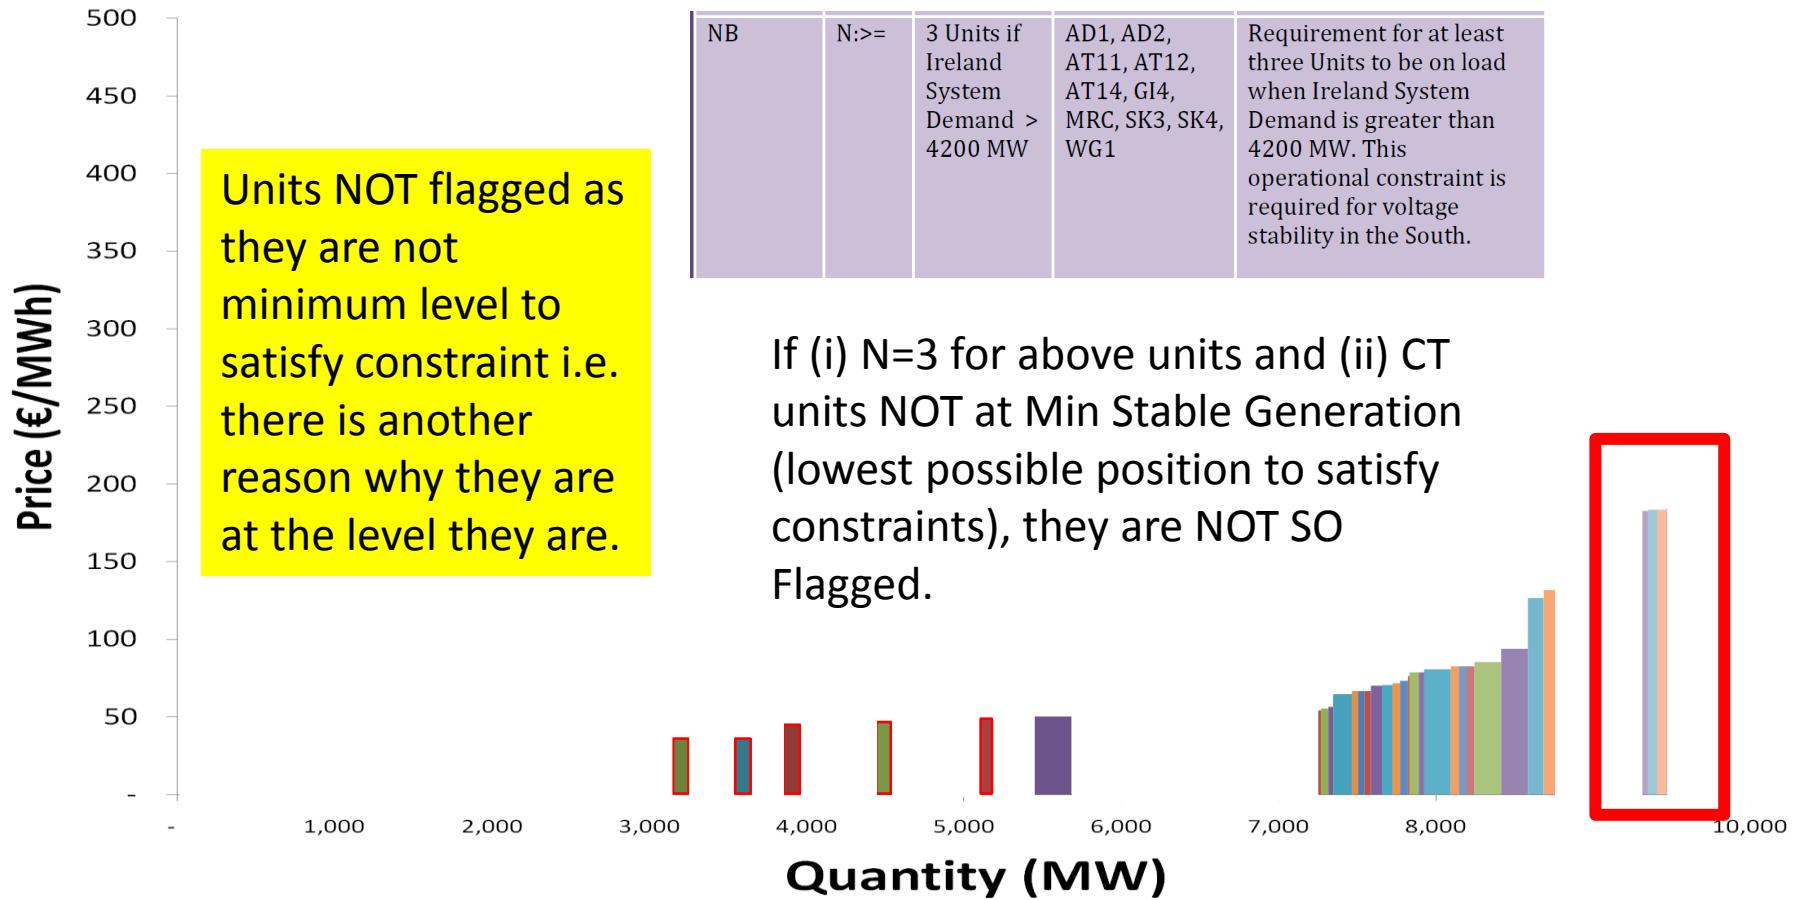 500
450
400
350
300
250
200
150
100
50
-
Price (€/MWh)
Units NOT flagged as
they are not
minimum level to
satisfy constraint i.e.
there is another
reason why they are
at the level they are.
NB
N:>=
3 Units if
Ireland
System
Demand >
4200 MW
AD1, AD2,
AT11, AT12,
AT14, GI4,
MRC, SK3, SK4,
WG1
Requirement for at least
three Units to be on load
when Ireland System
Demand is greater than
4200 MW. This
operational constraint is
required for voltage
stability in the South.
If (i) N=3 for above units and (ii) CT
units NOT at Min Stable Generation
(lowest possible position to satisfy
constraints), they are NOT SO
Flagged.
- 1,000 2,000 3,000 4,000 5,000 6,000 7,000 8,000 10,000
Quantity (MW)